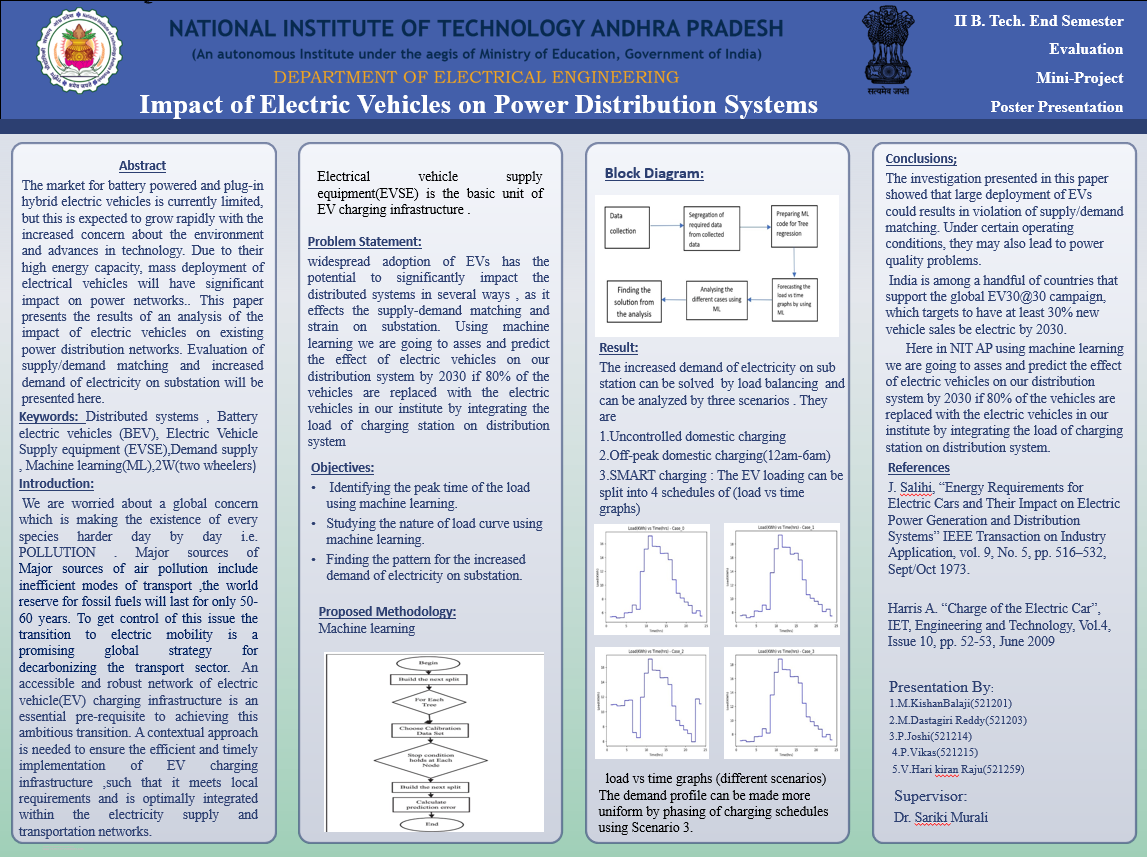 NATIONAL INSTITUTE OF TECHNOLOGY ANDHRA PRADESH
(An autonomous Institute under the aegis of Ministry of Education, Government of India)
DEPARTMENT OF ELECTRICAL ENGINEERING
Impact of Electric Vehicles on Power Distribution Systems
सत्यमेव जयते
II B. Tech. End Semester
Evaluation
Mini-Project
Poster Presentation
Abstract
The market for battery powered and plug-in
hybrid electric vehicles is currently limited,
but this is expected to grow rapidly with the
increased concern about the environment
and advances in technology. Due to their
high energy capacity, mass deployment of
electrical vehicles will have significant
impact on power networks.. This paper
presents the results of an analysis of the
impact of electric vehicles on existing
power distribution networks. Evaluation of
supply/demand matching and increased
demand of electricity on substation will be
presented here.
Keywords: Distributed systems , Battery
electric vehicles (BEV), Electric Vehicle
Supply equipment (EVSE),Demand supply
, Machine learning(ML),2W(two wheelers)
Introduction:
We are worried about a global concern
which is making the existence of every
species harder day by day i.e.
POLLUTION . Major sources of
Major sources of air pollution include
inefficient modes of transport ,the world
reserve for fossil fuels will last for only 50-
60 years. To get control of this issue the
transition to electric mobility is a
promising global strategy for
decarbonizing the transport sector. An
accessible and robust network of electric
vehicle(EV) charging infrastructure is an
essential pre-requisite to achieving this
ambitious transition. A contextual approach
is needed to ensure the efficient and timely
implementation of EV charging
infrastructure ,such that it meets local
requirements and is optimally integrated
within the electricity supply and
transportation networks.
Electrical vehicle supply
equipment(EVSE) is the basic unit of
EV charging infrastructure .
Problem Statement:
widespread adoption of EVs has the
potential to significantly impact the
distributed systems in several ways , as it
effects the supply-demand matching and
strain on substation. Using machine
learning we are going to asses and predict
the effect of electric vehicles on our
distribution system by 2030 if 80% of the
vehicles are replaced with the electric
vehicles in our institute by integrating the
load of charging station on distribution
system
Objectives:
• Identifying the peak time of the load
using machine learning.
• Studying the nature of load curve using
machine learning.
• Finding the pattern for the increased
demand of electricity on substation.
Proposed Methodology:
Machine learning
Begin
Build the next split
For Each
Tree
Choose Calibration
Data Set
Stop condition
holds at Each
Node
Build the next split
Calculate
prediction error
End
Block Diagram:
Data
collection
Segregation of
required data
from collected
data
Preparing ML
code for Tree
regression
Finding the
solution from
the analysis
Analysing the
different cases using
ML
Forecasting the
load vs time
graphs by using
ML
Result:
The increased demand of electricity on sub
station can be solved by load balancing and
can be analyzed by three scenarios . They
are
1.Uncontrolled domestic charging
2.Off-peak domestic charging(12am-6am)
3.SMART charging : The EV loading can be
split into 4 schedules of (load vs time
graphs)
load vs time graphs (different scenarios)
The demand profile can be made more
uniform by phasing of charging schedules
using Scenario 3.
Conclusions;
The investigation presented in this paper
showed that large deployment of EVs
could results in violation of supply/demand
matching. Under certain operating
conditions, they may also lead to power
quality problems.
India is among a handful of countries that
support the global EV30@30 campaign,
which targets to have at least 30% new
vehicle sales be electric by 2030.
Here in NIT AP using machine learning
we are going to asses and predict the effect
of electric vehicles on our distribution
system by 2030 if 80% of the vehicles are
replaced with the electric vehicles in our
institute by integrating the load of charging
station on distribution system.
References
J. Salihi, “Energy Requirements for
Electric Cars and Their Impact on Electric
Power Generation and Distribution
Systems” IEEE Transaction on Industry
Application, vol. 9, No. 5, pp. 516–532,
Sept/Oct 1973.
Harris A. “Charge of the Electric Car”,
IET, Engineering and Technology, Vol.4,
Issue 10, pp. 52-53, June 2009
Presentation By:
1.M.KishanBalaji(521201)
2.M.Dastagiri Reddy(521203)
3.P.Joshi(521214)
4.P.Vikas(521215)
5.V.Hari kiran Raju(521259)
Supervisor:
Dr. Sariki Murali